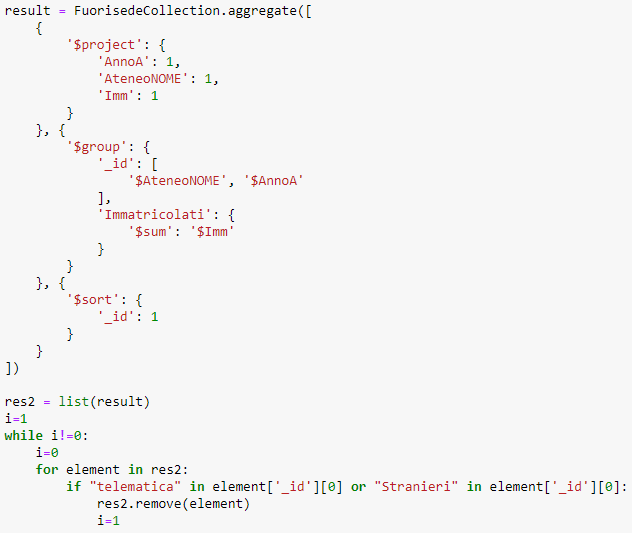 result = FuorisedeCollection.aggregate([
    {
        '$project': {
            'AnnoA': 1,
            'AteneoNOME': 1,
            'Imm': 1
        }
    }, {
        '$group': {
            '_id': [
                '$AteneoNOME', '$AnnoA'
            ],
            'Immatricolati': {
                '$sum': '$Imm'
            }
        }
    }, {
        '$sort': {
            '_id': 1
        }
    }
])

res2 = list(result)
i=1
while i!=0:
    i=0
    for element in res2:
        if "telematica" in element['_id'][0] or "Stranieri" in element['_id'][0]:
            res2.remove(element)
            i=1